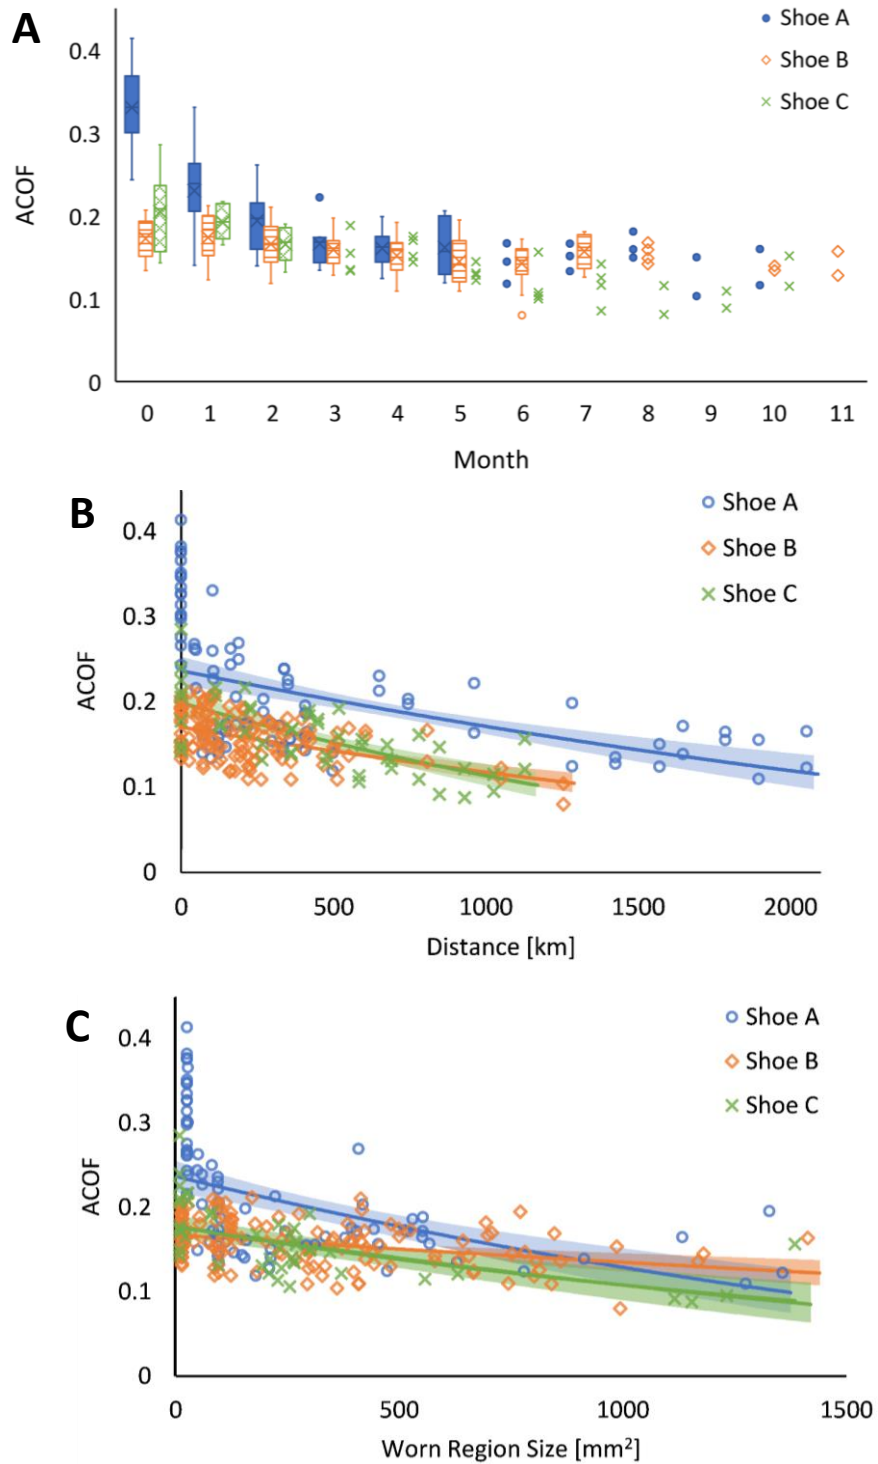 A
ACOF
0.4
0.3
0.2
0.1
0
Shoe A
Shoe B
Shoe C
0 1 2 3 4 5 6 7 8 9 10 11
Month
B
ACOF
0.4
0.3
0.2
0.1
0
Shoe A
Shoe B
Shoe C
0 500 1000 1500 2000
Distance [km]
C
ACOF
0.4
0.3
0.2
0.1
0
Shoe A
Shoe B
Shoe C
0 500 1000 1500
Worn Region Size [mm²]